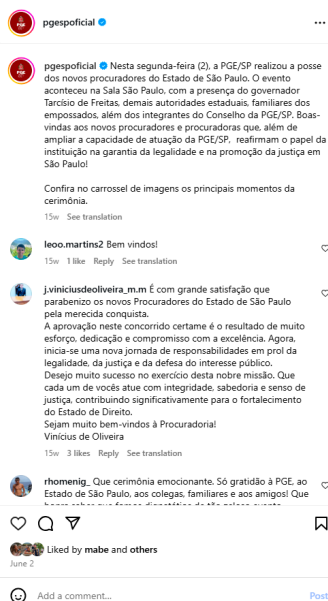 pgespoficial
pgespoficial Nesta segunda-feira (2), a PGE/SP realizou a posse
dos novos procuradores do Estado de São Paulo. O evento
aconteceu na Sala São Paulo, com a presença do governador
Tarcísio de Freitas, demais autoridades estaduais, familiares dos
empossados, além dos integrantes do Conselho da PGE/SP. Boas-
vindas aos novos procuradores e procuradoras que, além de
ampliar a capacidade de atuação da PGE/SP, reafirmam o papel da
instituição na garantia da legalidade e na promoção da justiça em
São Paulo!
Confira no carrossel de imagens os principais momentos da
cerimônia.
15w See translation
leoo.martins2 Bem vindos!
15w 1 like Reply See translation
j.viniciusdeoliveira_m.m É com grande satisfação que
parabenizo os novos Procuradores do Estado de São Paulo
pela merecida conquista.
A aprovação neste concorrido certame é o resultado de muito
esforço, dedicação e compromisso com a excelência. Agora,
inicia-se uma nova jornada de responsabilidades em prol da
legalidade, da justiça e da defesa do interesse público.
Desejo muito sucesso no exercício desta nobre missão. Que
cada um de vocês atue com integridade, sabedoria e senso de
justiça, contribuindo significativamente para o fortalecimento
do Estado de Direito.
Sejam muito bem-vindos à Procuradoria!
Vinícius de Oliveira
15w 3 likes Reply See translation
rhomenig_ Que cerimônia emocionante. Só gratidão à PGE, ao
Estado de São Paulo, aos colegas, familiares e aos amigos! Que
Liked by mabe and others
June 2
Add a comment...
Post